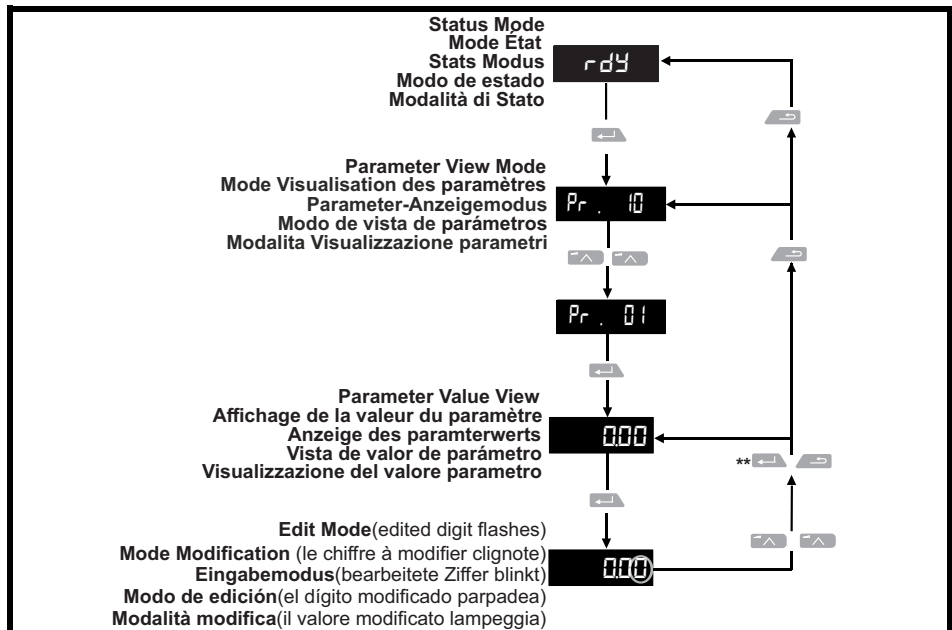 Status Mode
Mode État
Stats Modus
Modo de estado
Modalità di Stato
rdy
Parameter View Mode
Mode Visualisation des paramètres
Parameter-Anzeigemodus
Modo de vista de parámetros
Modalita Visualizzazione parametri
Pr. 10
Pr. 01
Parameter Value View
Affichage de la valeur du paramètre
Anzeige des paramterwerts
Vista de valor de parámetro
Visualizzazione del valore parametro
0.00
**
Edit Mode(edited digit flashes)
Mode Modification (le chiffre à modifier clignote)
Eingabemodus(bearbeitete Ziffer blinkt)
Modo de edición(el dígito modificado parpadea)
Modalità modifica(il valore modificato lampeggia)
0.00